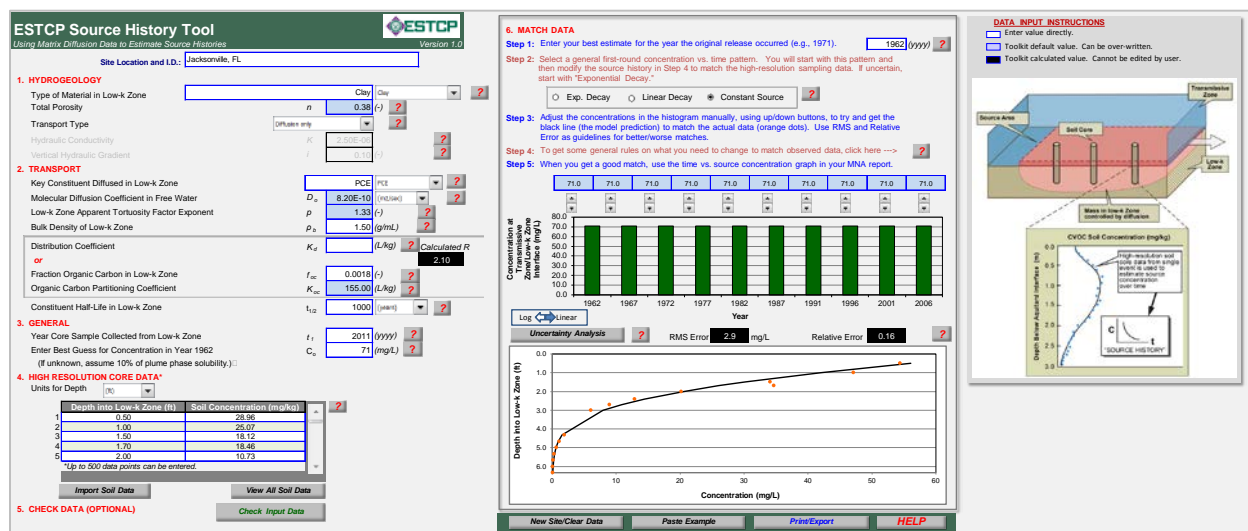 ESTCP Source History Tool
Using Matrix Diffusion Data to Estimate Source Histories
ESTCP
Version 1.0
Site Location and I.D.: Jacksonville, FL
1. HYDROGEOLOGY
Type of Material in Low-k Zone Clay Clay ?
Total Porosity n 0.38 (-) ?
Transport Type Diffusion only ?
Hydraulic Conductivity K ?
Vertical Hydraulic Gradient i 0.10 (-) ?
2. TRANSPORT
Key Constituent Diffused in Low-k Zone PCE PCE ?
Molecular Diffusion Coefficient in Free Water Do 8.20E-10 (m2/sec) ?
Low-k Zone Apparent Tortuosity Factor Exponent p 1.33 (-) ?
Bulk Density of Low-k Zone ρb 1.50 (g/mL) ?
Distribution Coefficient Kd (L/kg) ? Calculated R
or 2.10
Fraction Organic Carbon in Low-k Zone foc 0.0018 (-) ?
Organic Carbon Partitioning Coefficient Koc 155.00 (L/kg) ?
Constituent Half-Life in Low-k Zone t1/2 1000 (years) ?
3. GENERAL
Year Core Sample Collected from Low-k Zone t1 2011 (yyyy) ?
Enter Best Guess for Concentration in Year 1962 Co 71 (mg/L) ?
(If unknown, assume 10% of plume phase solubility.)
4. HIGH RESOLUTION CORE DATA*
Units for Depth (ft)
Depth into Low-k Zone (ft) Soil Concentration (mg/kg) ?
1 0.50 28.96
2 1.00 25.07
3 1.50 18.12
4 1.70 18.46
5 2.00 10.73
*Up to 500 data points can be entered.
Import Soil Data View All Soil Data
5. CHECK DATA (OPTIONAL) Check Input Data
6. MATCH DATA
Step 1: Enter your best estimate for the year the original release occurred (e.g., 1971). 1962 (yyyy) ?
Step 2: Select a general first-round concentration vs. time pattern. You will start with this pattern and
then modify the source history in Step 4 to match the high-resolution sampling data. If uncertain,
start with "Exponential Decay."
Exp. Decay Linear Decay Constant Source ?
Step 3: Adjust the concentrations in the histogram manually, using up/down buttons, to try and get the
black line (the model prediction) to match the actual data (orange dots). Use RMS and Relative
Error as guidelines for better/worse matches.
Step 4: To get some general rules on what you need to change to match observed data, click here ---> ?
Step 5: When you get a good match, use the time vs. source concentration graph in your MNA report.
71.0 71.0 71.0 71.0 71.0 71.0 71.0 71.0 71.0
Concentration at
Transmissive
Zone/Low-k Zone
Interface (mg/L)
80.0
70.0
60.0
50.0
40.0
30.0
20.0
10.0
0.0
1962 1967 1972 1977 1982 1987 1991 1996 2001 2006
Year
Log Linear
Uncertainty Analysis ? RMS Error 2.9 mg/L Relative Error 0.16 ?
Depth into Low-k Zone (ft)
0.0
1.0
2.0
3.0
4.0
5.0
6.0
0 10 20 30 40 50 60
Concentration (mg/L)
New Site/Clear Data Paste Example Print/Export HELP
DATA INPUT INSTRUCTIONS
Enter value directly.
Toolkit default value. Can be over-written.
Toolkit calculated value. Cannot be edited by user.
Transmissive
Zone
Source Area
Soil Core
Low-k
Zone
Mass in low-k Zone
controlled by diffusion
CVOC Soil Concentration (mg/kg)
Depth Below Aquitard Interface (m)
0.0
0.5
1.0
1.5
2.0
2.5
3.0
High-resolution soil
core data from single
event is used to
estimate source
concentration
over time
C
t
"SOURCE HISTORY"